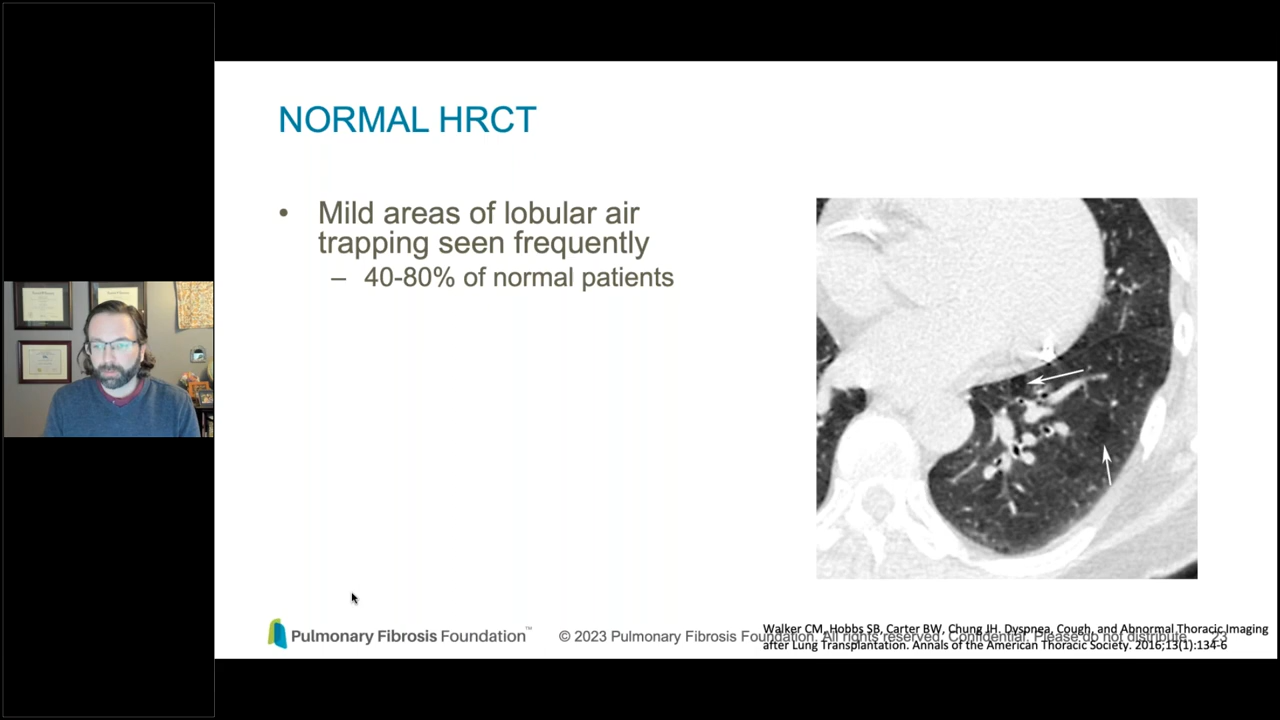 NORMAL HRCT
• Mild areas of lobular air
trapping seen frequently
– 40-80% of normal patients
Pulmonary Fibrosis Foundation™
© 2023 Pulmonary Fibrosis Foundation. All rights reserved. Confidential. Please do not distribute. 23
Walker CM, Hobbs SB, Carter BW, Chung JH. Dyspnea, Cough, and Abnormal Thoracic Imaging
after Lung Transplantation. Annals of the American Thoracic Society. 2016;13(1):134-6